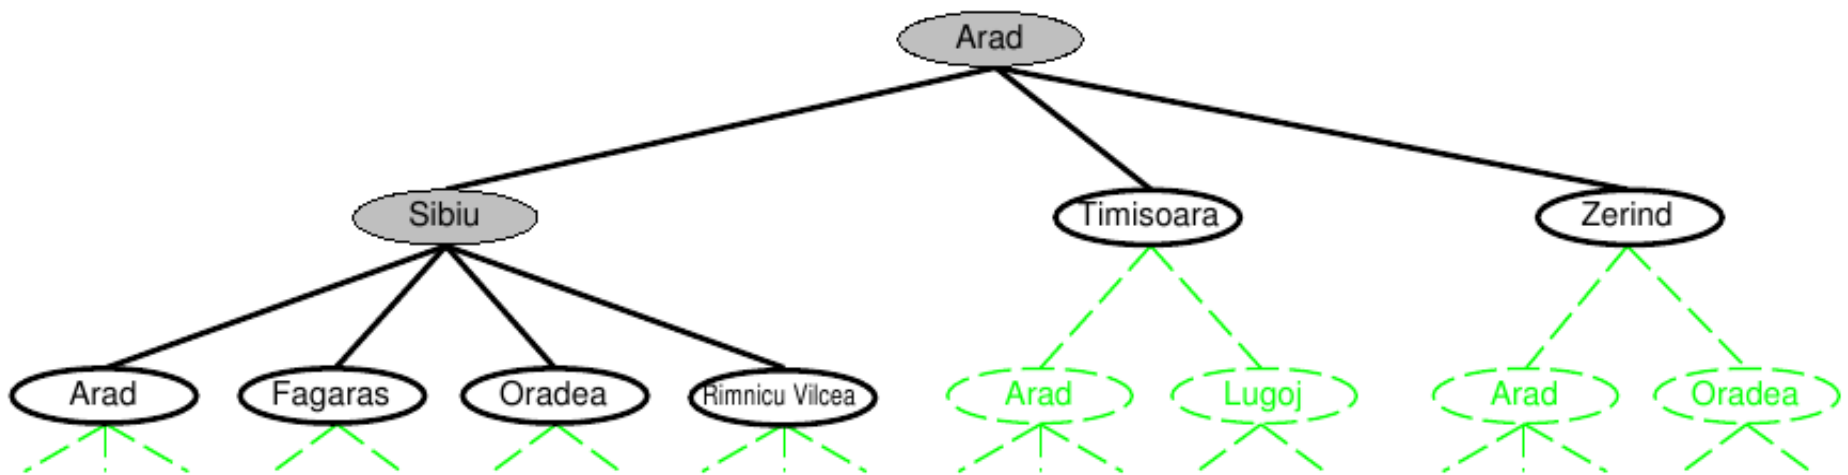 Arad
Sibiu
Timisoara
Zerind
Arad
Fagaras
Oradea
Rimnicu Vilcea
Arad
Lugoj
Arad
Oradea